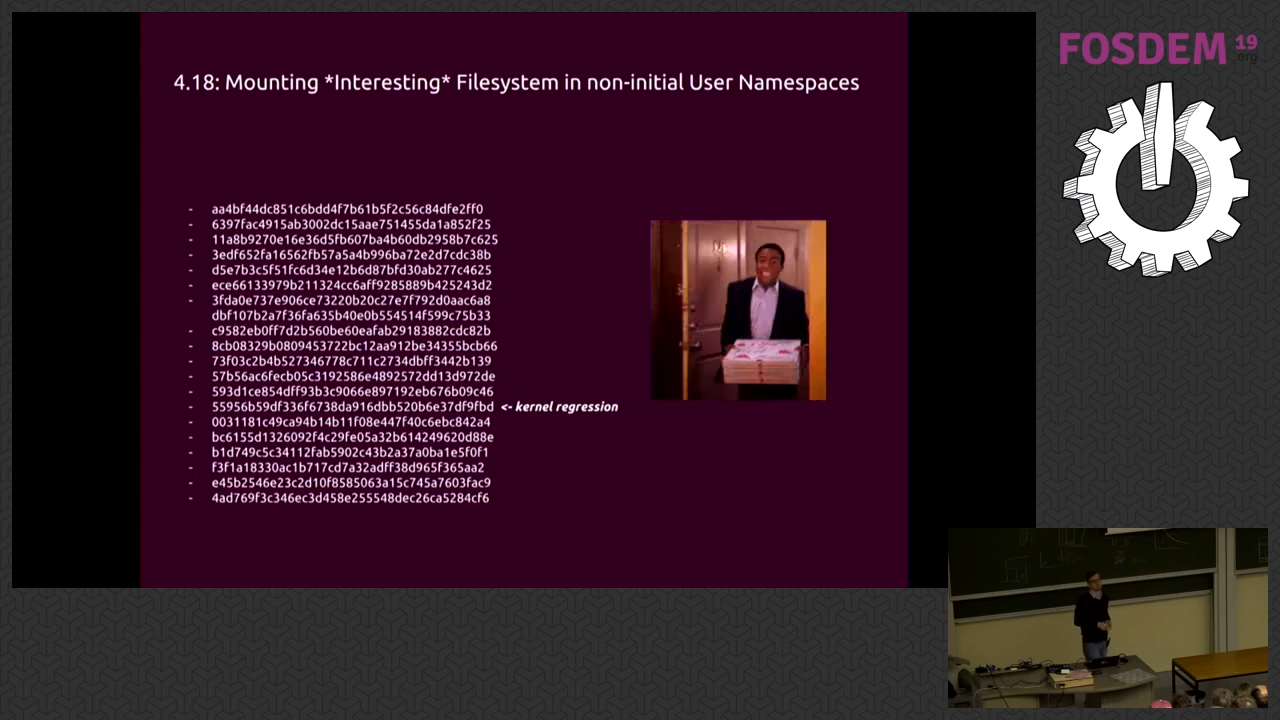 4.18: Mounting *Interesting* Filesystem in non-initial User Namespaces
- aa4bf44dc851c6bdd4f7b61b5f2c56c84dfe2ff0
- 6397fac4915ab3002dc15aae751455da1a852f25
- 11a8b9270e16e36d5fb607ba4b60db2958b7c625
- 3edf652fa16562fb57a5a4b996ba72e2d7cdc38b
- d5e7b3c5f51fc6d34e12b6d87bfd30ab277c4625
- ece66133979b211324cc6aff9285889b425243d2
- 3fda0e737e906ce73220b20c27e7f792d0aac6a8
dbf107b2a7f36fa635b40e0b554514f599c75b33
- c9582eb0ff7d2b560be60eafab29183882cdc82b
- 8cb08329b0809453722bc12aa912be34355bcb66
- 73f03c2b4b527346778c711c2734dbff3442b139
- 57b56ac6fecb05c3192586e4892572dd13d972de
- 593d1ce854dff93b3c9066e897192eb676b09c46
- 55956b59df336f6738da916dbb520b6e37df9fbd <- kernel regression
- 0031181c49ca94b14b11f08e447f40c6ebc842a4
- bc6155d1326092f4c29fe05a32b614249620d88e
- b1d749c5c34112fab5902c43b2a37a0ba1e5f0f1
- f3f1a18330ac1b717cd7a32adff38d965f365aa2
- e45b2546e23c2d10f8585063a15c745a7603fac9
- 4ad769f3c346ec3d458e255548dec26ca5284cf6
FOSDEM 19
.org